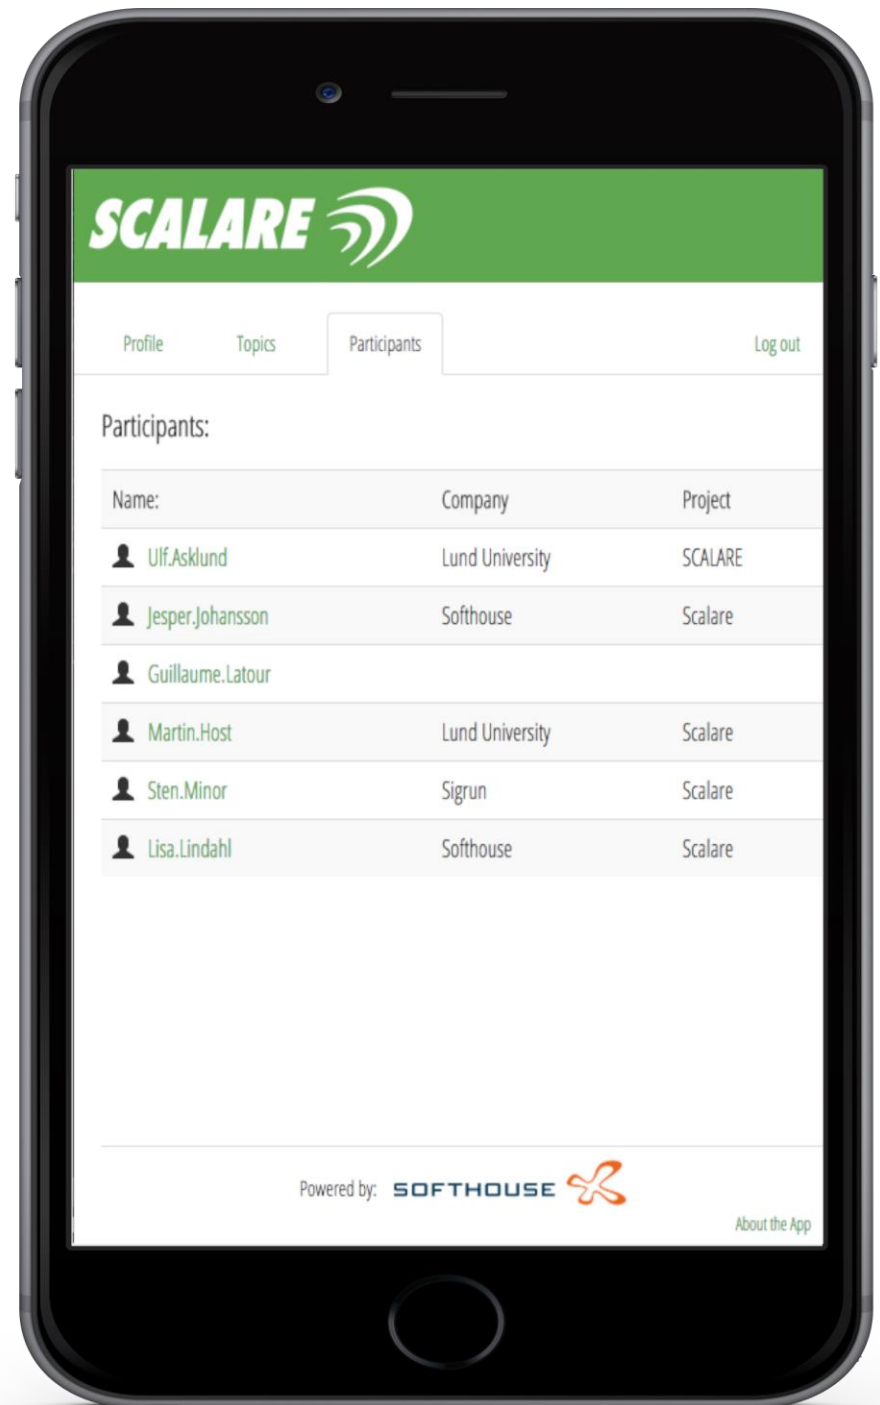 SCALARE
Profile Topics Participants Log out
Participants:
Name: Company Project
Ulf.Asklund Lund University SCALARE
Jesper.Johansson Softhouse Scalare
Guillaume.Latour
Martin.Host Lund University Scalare
Sten.Minor Sigrun Scalare
Lisa.Lindahl Softhouse Scalare
Powered by: SOFTHOUSE
About the App